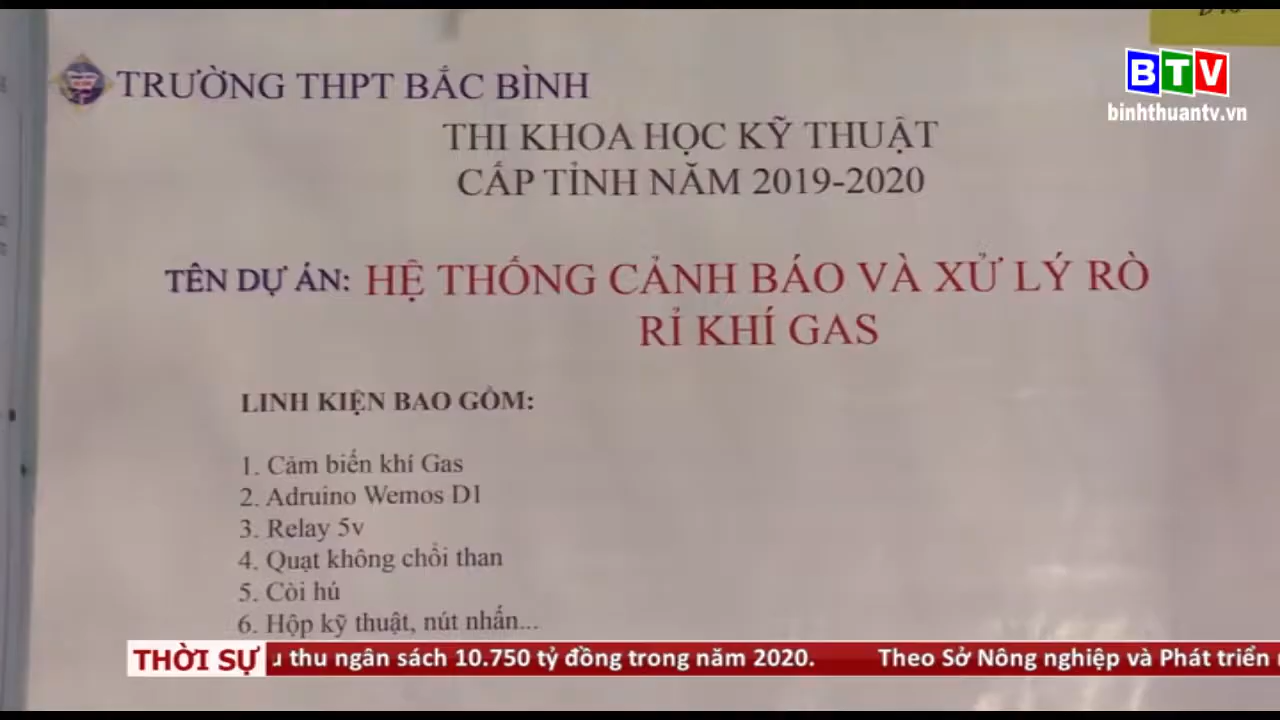 BTV
binhthuantv.vn
TRƯỜNG THPT BẮC BÌNH
THI KHOA HỌC KỸ THUẬT
CẤP TỈNH NĂM 2019-2020
TÊN DỰ ÁN: HỆ THỐNG CẢNH BÁO VÀ XỬ LÝ RÒ
RỈ KHÍ GAS
LINH KIỆN BAO GỒM:
1. Cảm biến khí Gas
2. Adruino Wemos D1
3. Relay 5v
4. Quạt không chổi than
5. Còi hú
6. Hộp kỹ thuật, nút nhấn...
THỜI SỰ thu ngân sách 10.750 tỷ đồng trong năm 2020. Theo Sở Nông nghiệp và Phát triển